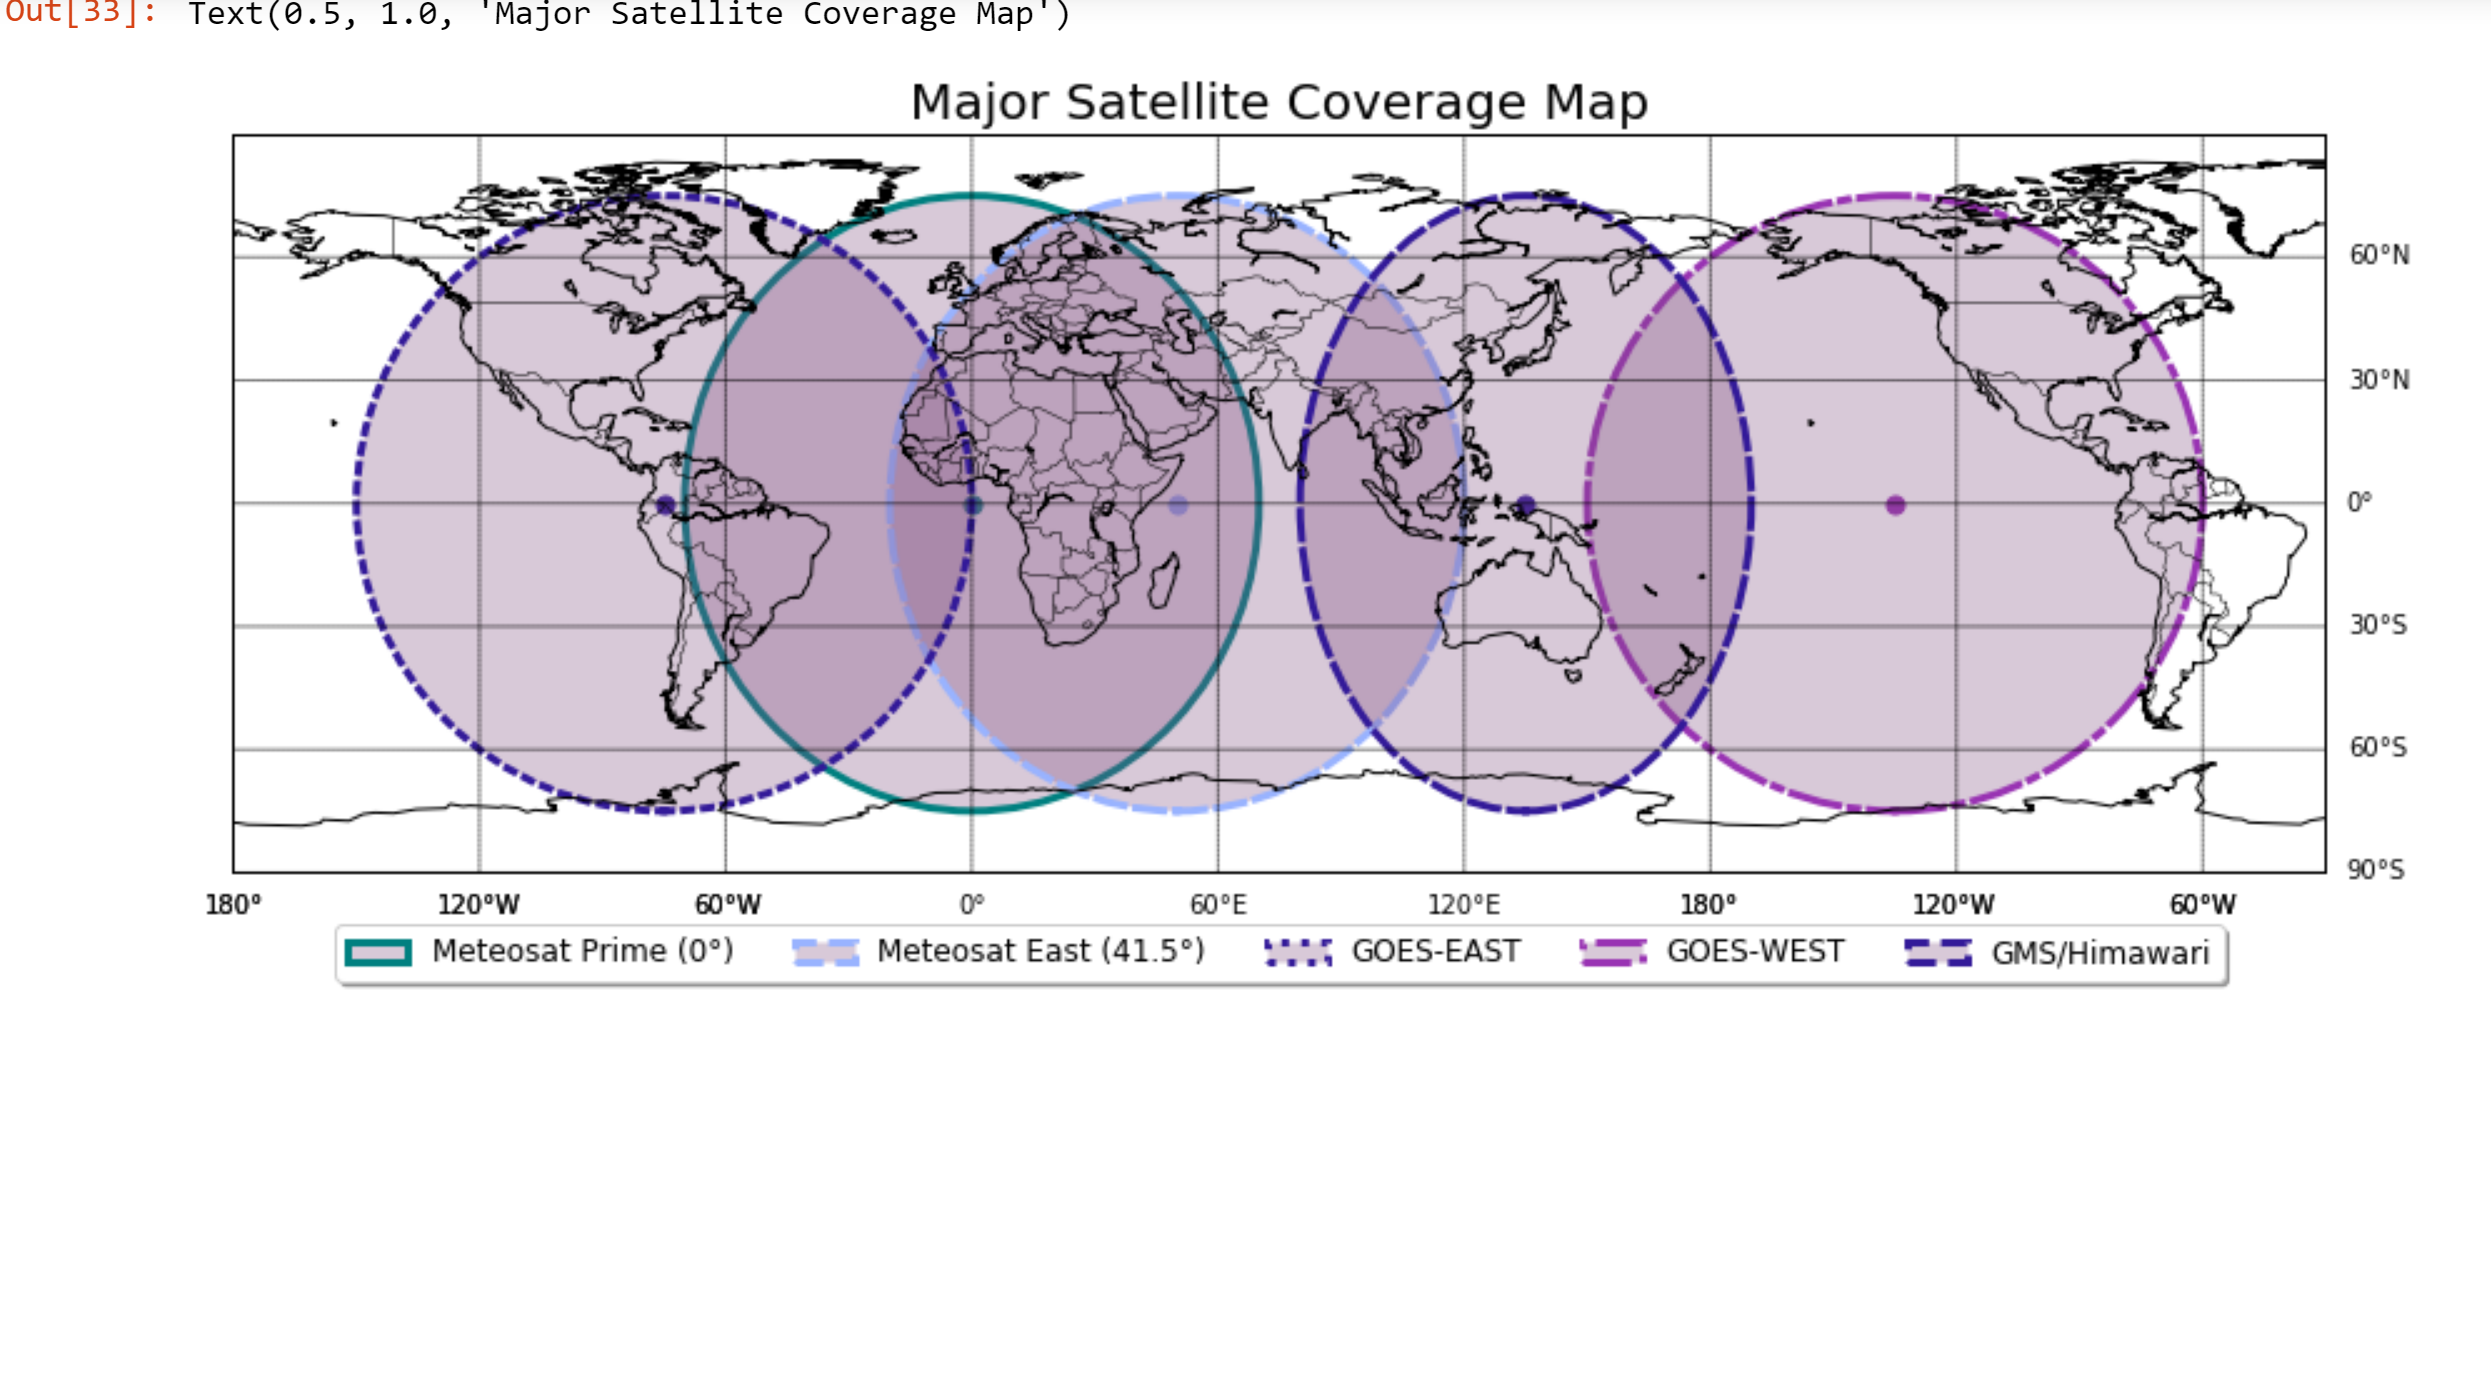 Out[33]: Text(0.5, 1.0, 'Major Satellite Coverage Map')
Major Satellite Coverage Map
60°N
30°N
0°
30°S
60°S
90°S
180° 120°W 60°W 0° 60°E 120°E 180° 120°W 60°W
Meteosat Prime (0°) Meteosat East (41.5°) GOES-EAST GOES-WEST GMS/Himawari